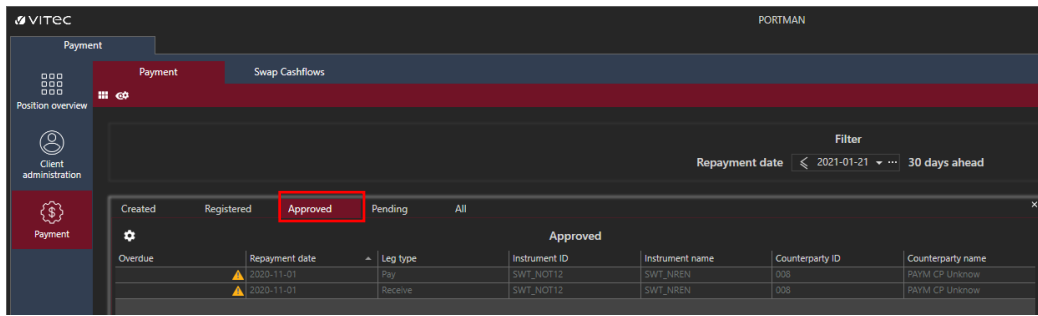 VITEC PORTMAN
Payment
Payment Swap Cashflows
Position overview
Client
administration
Payment
Filter
Repayment date ≤ 2021-01-21 ... 30 days ahead
Created Registered Approved Pending All
Approved
Overdue Repayment date Leg type Instrument ID Instrument name Counterparty ID Counterparty name
2020-11-01 Pay SWT_NOT12 SWT_NREN 008 PAYM CP Unknow
2020-11-01 Receive SWT_NOT12 SWT_NREN 008 PAYM CP Unknow